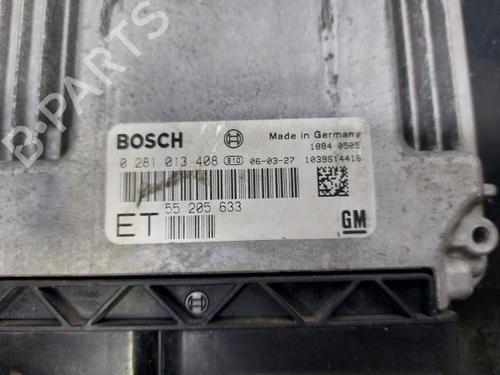 B-PARTS
BOSCH
Made in Germany
1884 0505
0 281 013 408 810 06-03-27 1039S14416
55 205 633
ET
GM